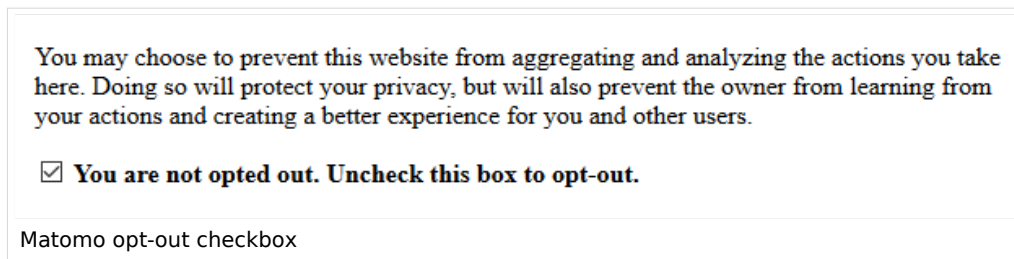 You may choose to prevent this website from aggregating and analyzing the actions you take
here. Doing so will protect your privacy, but will also prevent the owner from learning from
your actions and creating a better experience for you and other users.
You are not opted out. Uncheck this box to opt-out.
Matomo opt-out checkbox